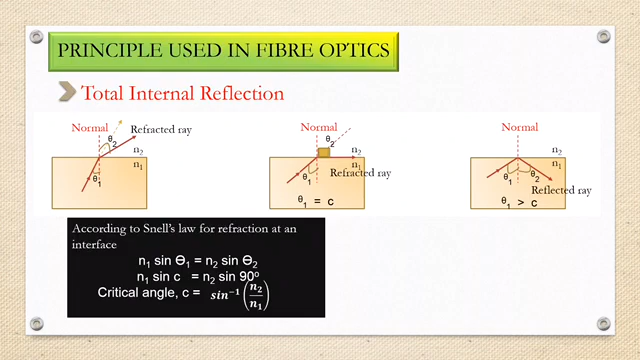 PRINCIPLE USED IN FIBRE OPTICS
Total Internal Reflection
Normal
Refracted ray
θ2
n2
n1
θ1
Normal
θ2
n2
n1
Refracted ray
θ1
θ1 = c
Normal
n2
n1
θ1
θ2
Reflected ray
θ1 > c
According to Snell's law for refraction at an
interface
n1 sin Θ1 = n2 sin Θ2
n1 sin c = n2 sin 90º
Critical angle, c = sin⁻¹(n2/n1)